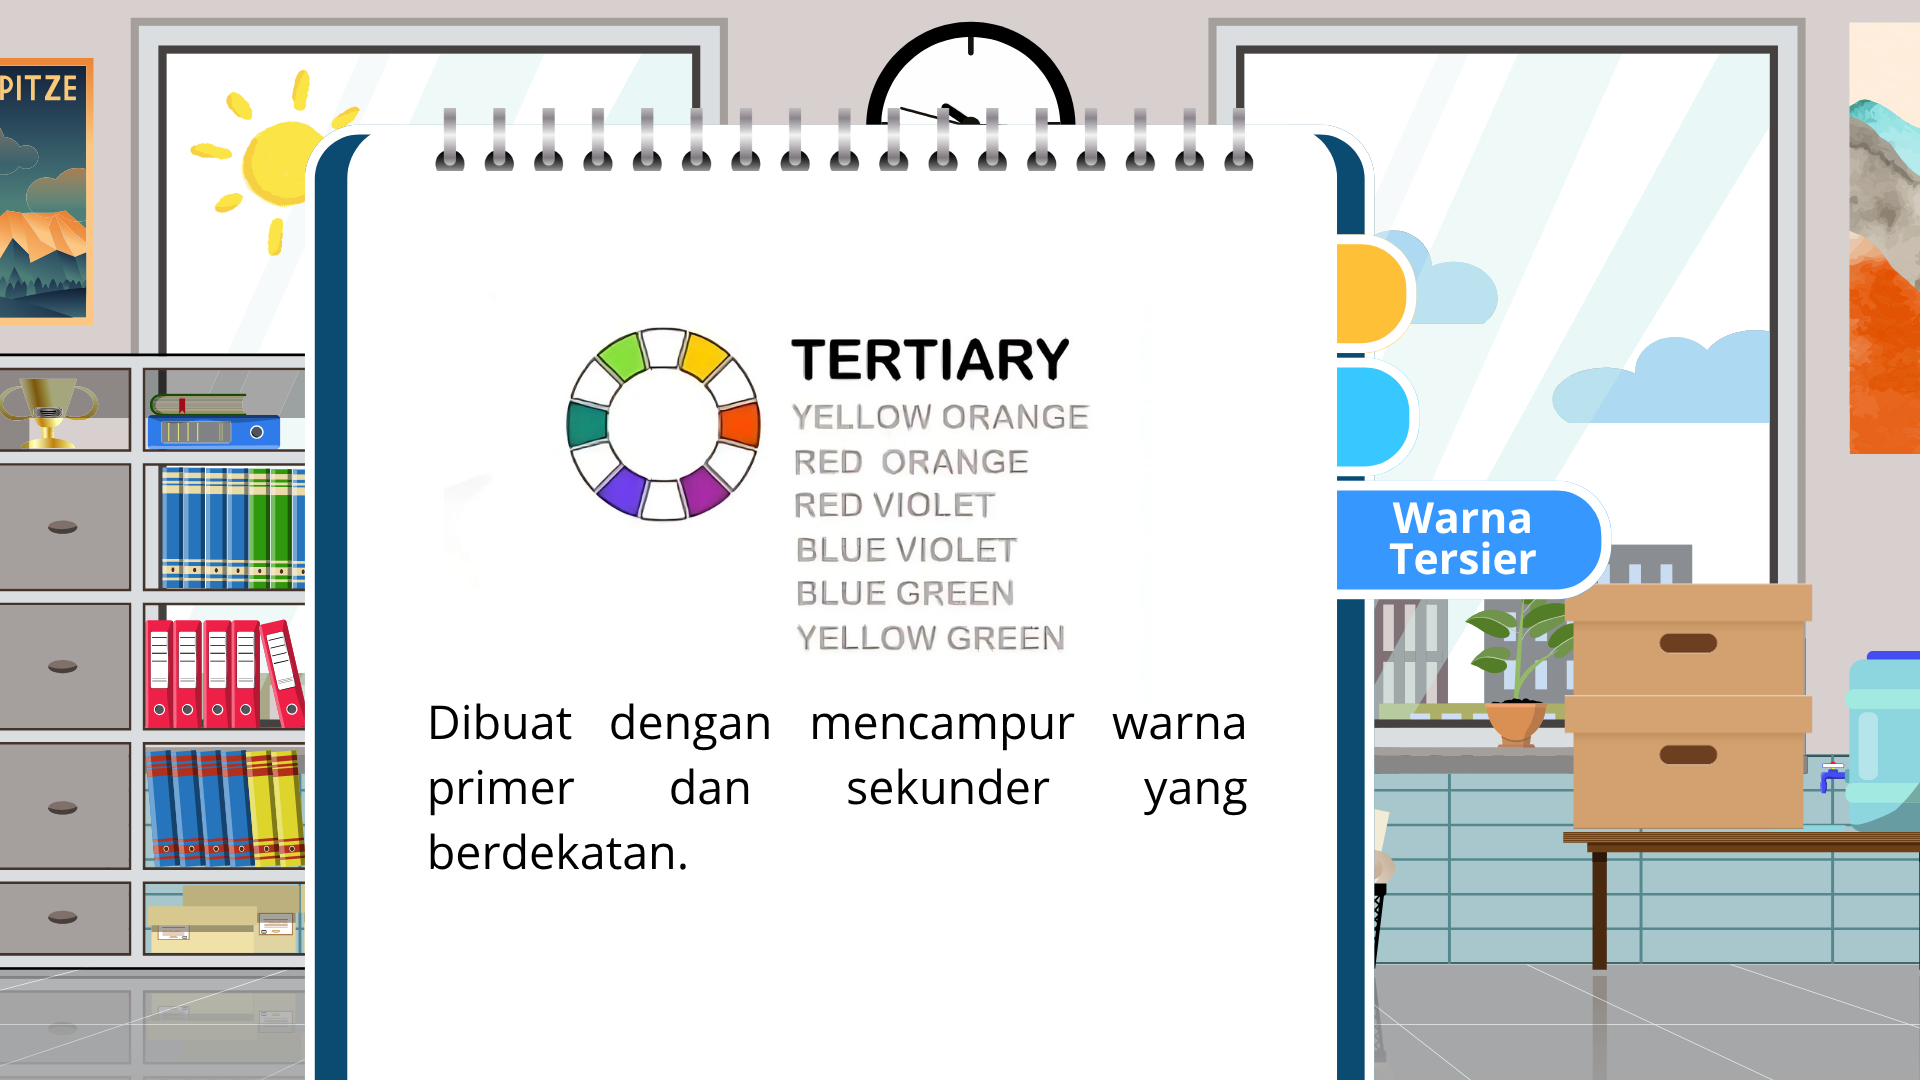 PITZE
TERTIARY
YELLOW ORANGE
RED ORANGE
RED VIOLET
BLUE VIOLET
BLUE GREEN
YELLOW GREEN
Warna
Tersier
Dibuat dengan mencampur warna
primer dan sekunder yang
berdekatan.